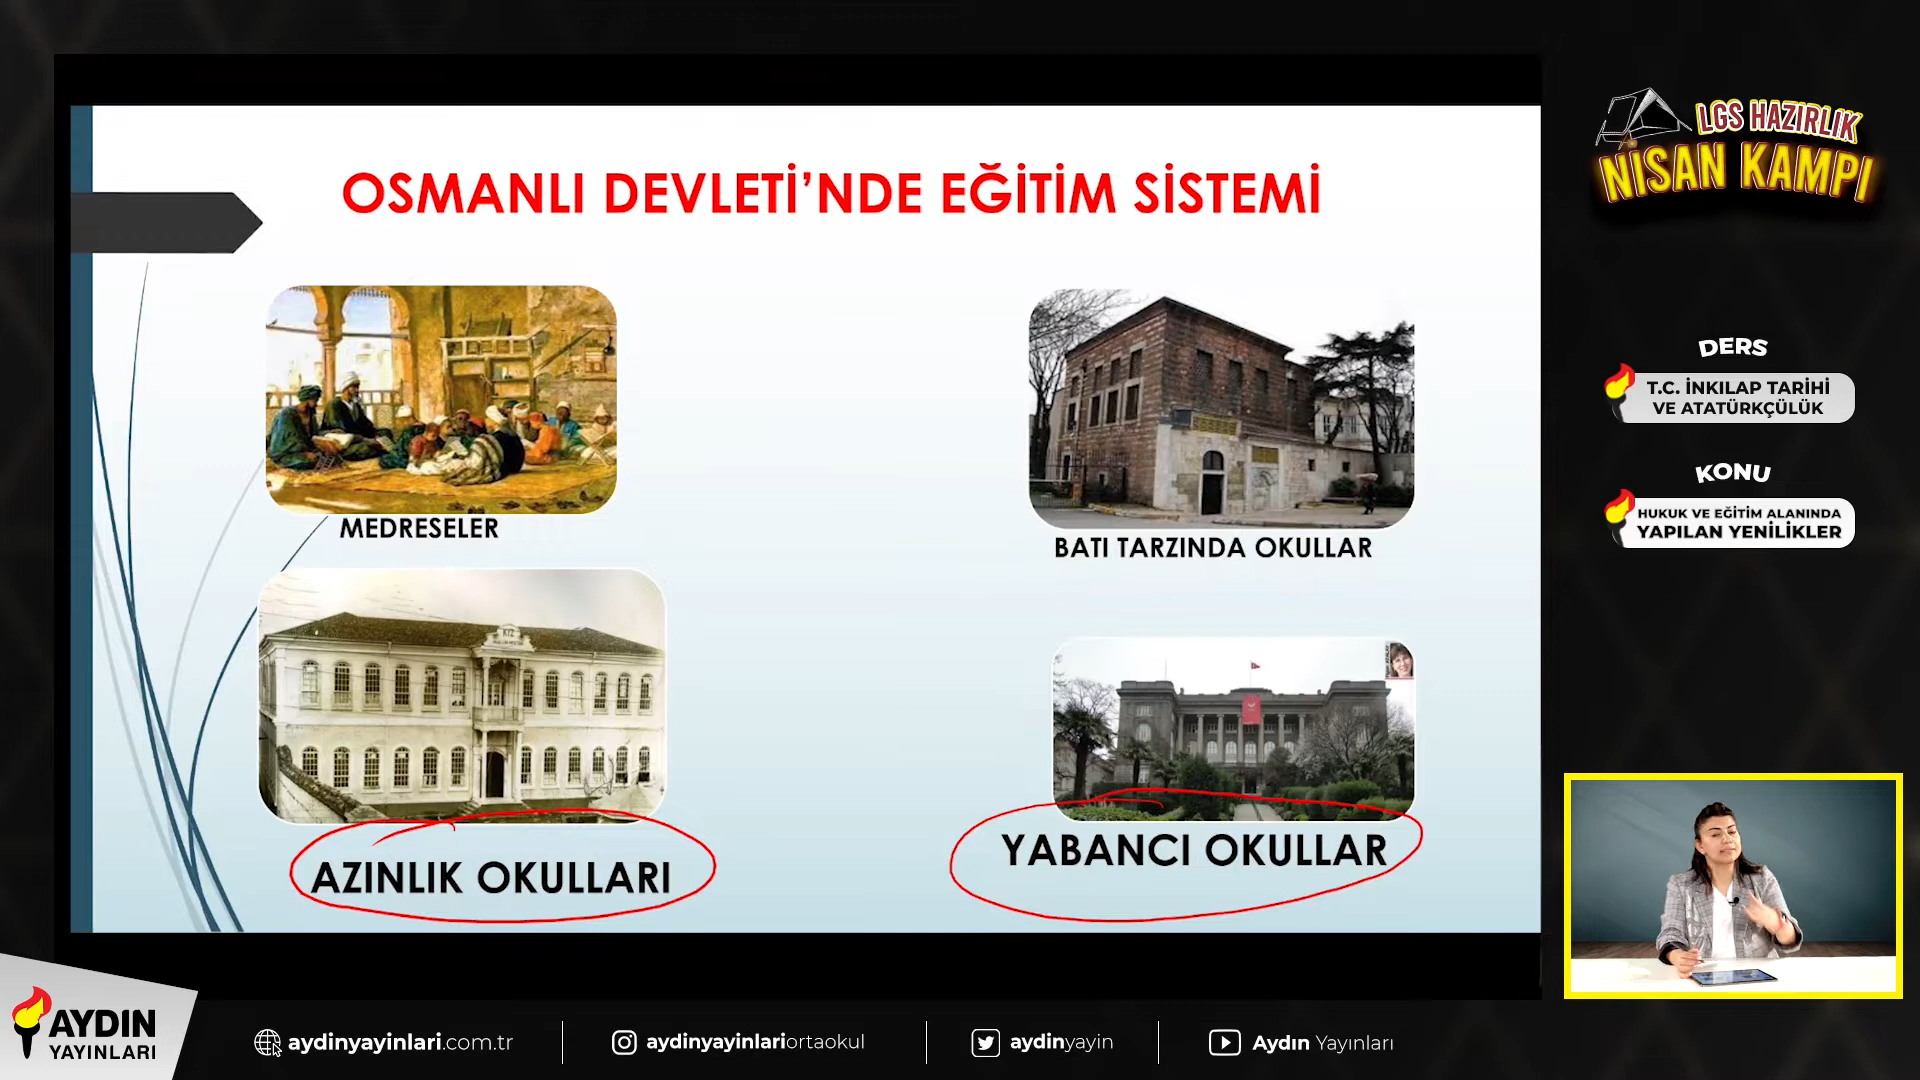 OSMANLI DEVLETİ'NDE EĞİTİM SİSTEMİ
MEDRESELER
BATI TARZINDA OKULLAR
AZINLIK OKULLARI
YABANCI OKULLAR
LGS HAZIRLIK
NİSAN KAMPI
DERS
T.C. İNKILAP TARİHİ
VE ATATÜRKÇÜLÜK
KONU
HUKUK VE EĞİTİM ALANINDA
YAPILAN YENİLİKLER
AYDIN
YAYINLARI
aydinyayinlari.com.tr
aydinyayinlariortaokul
aydinyayin
Aydın Yayınları